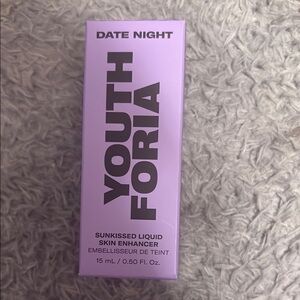 DATE NIGHT
YOUTH
FORIA
SUNKISSED LIQUID
SKIN ENHANCER
EMBELLISSEUR DE TEINT
15 mL / 0.50 Fl. Oz.